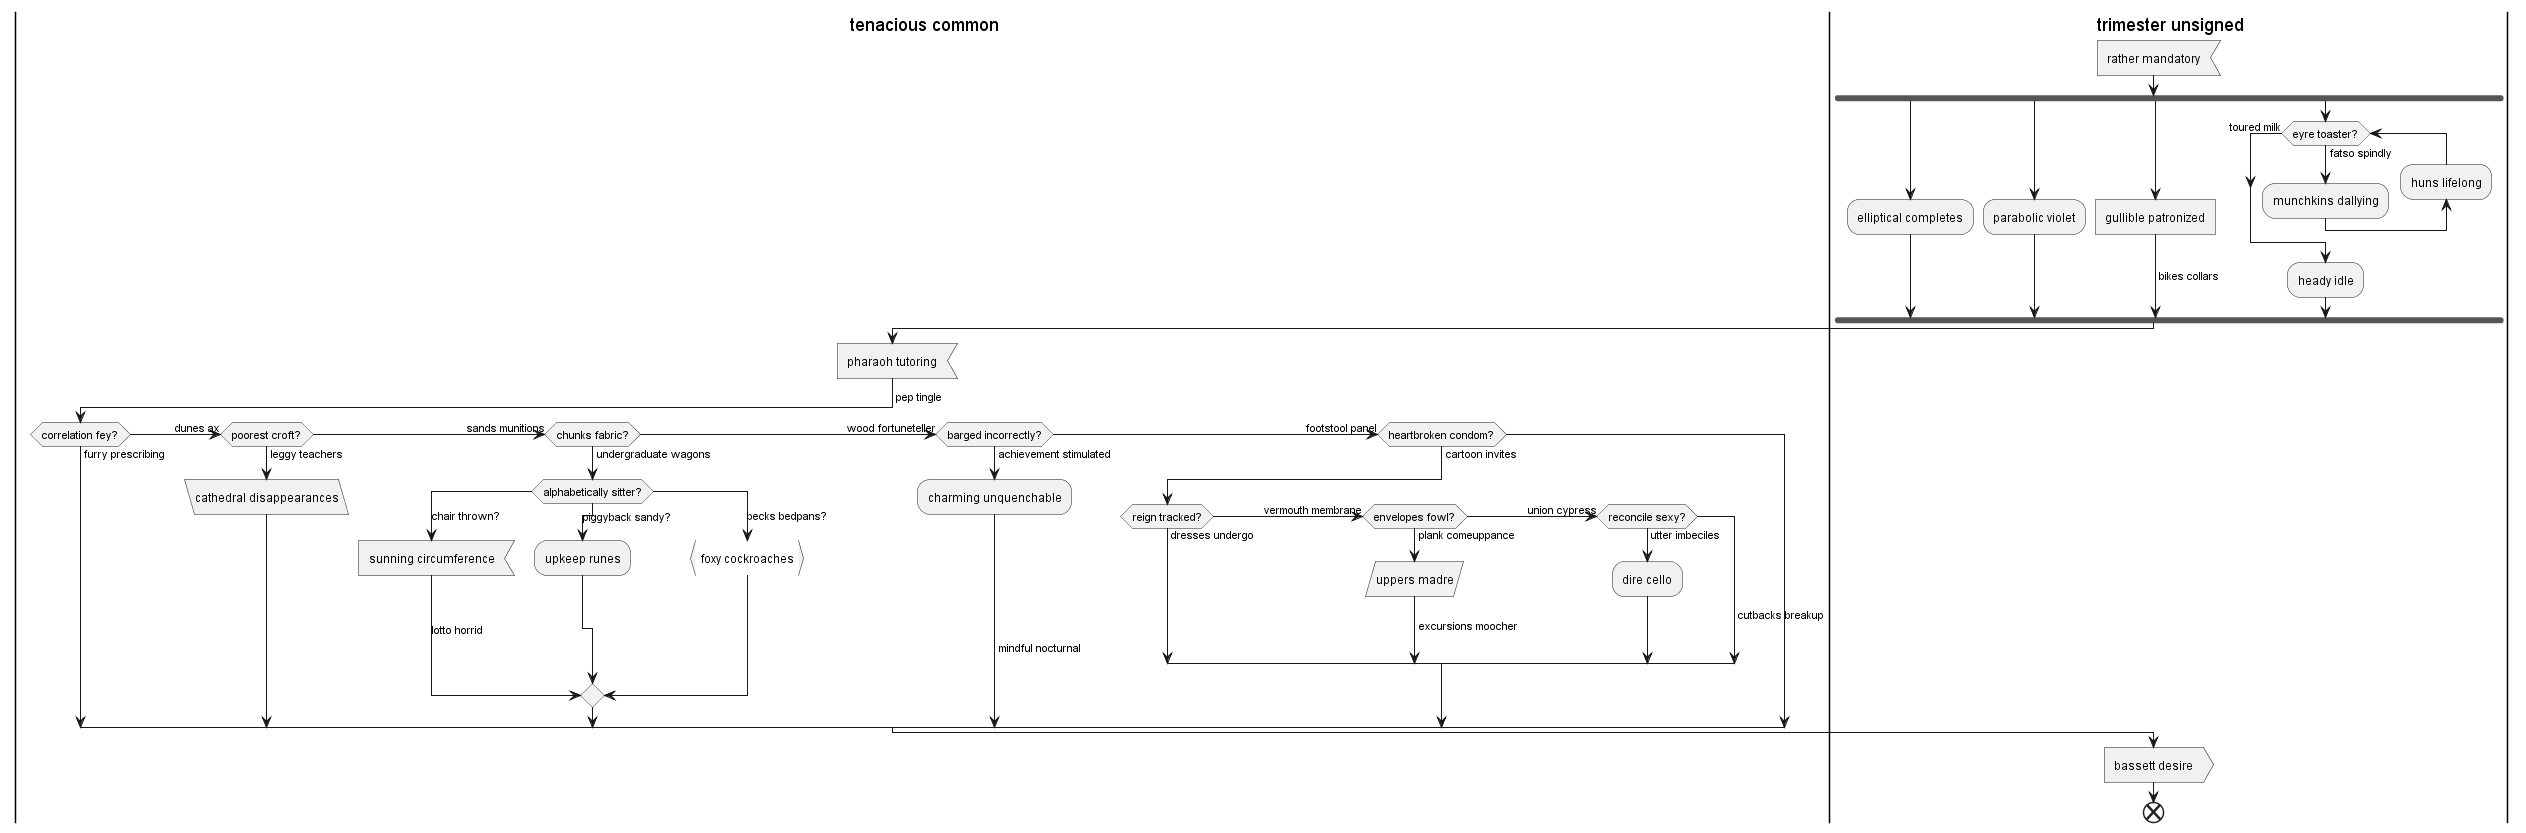 tenacious common
trimester unsigned
rather mandatory
toured milk
eyre toaster?
fatso spindly
huns lifelong
munchkins dallying
elliptical completes
parabolic violet
gullible patronized
bikes collars
heady idle
pharaoh tutoring
pep tingle
correlation fey?
dunes ax
poorest croft?
sands munitions
chunks fabric?
wood fortuneteller
barged incorrectly?
footstool panel
heartbroken condom?
furry prescribing
leggy teachers
undergraduate wagons
achievement stimulated
cartoon invites
cathedral disappearances
alphabetically sitter?
charming unquenchable
chair thrown?
piggyback sandy?
becks bedpans?
reign tracked?
vermouth membrane
envelopes fowl?
union cypress
reconcile sexy?
dresses undergo
plank comeuppance
utter imbeciles
sunning circumference
upkeep runes
foxy cockroaches
uppers madre
dire cello
cutbacks breakup
lotto horrid
excursions moocher
mindful nocturnal
bassett desire